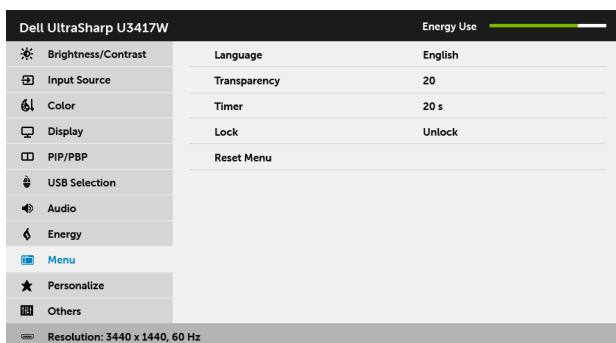 Dell UltraSharp U3417W Energy Use
Brightness/Contrast Language English
Input Source Transparency 20
Color Timer 20 s
Display Lock Unlock
PIP/PBP Reset Menu
USB Selection
Audio
Energy
Menu
Personalize
Others
Resolution: 3440 x 1440, 60 Hz